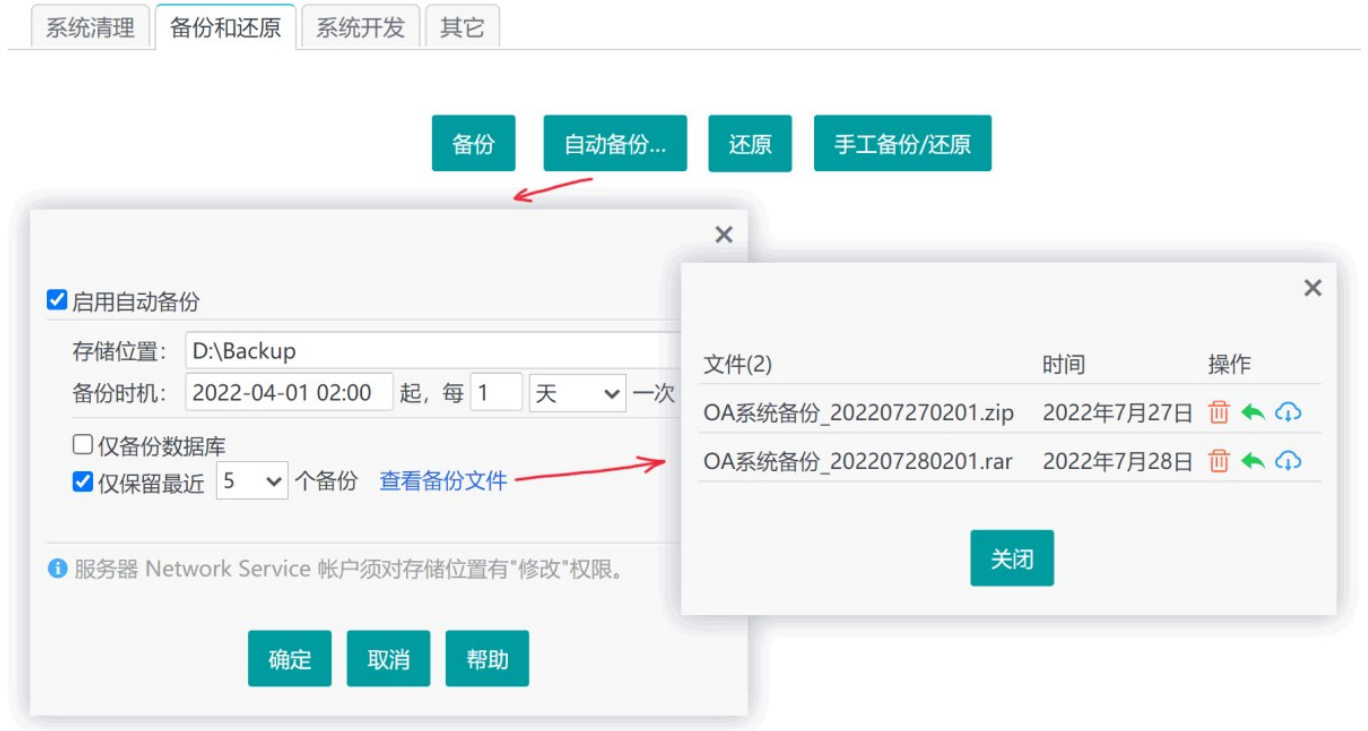 系统清理 备份和还原 系统开发 其它
备份 自动备份... 还原 手工备份/还原
启用自动备份
存储位置： D:\Backup
备份时机： 2022-04-01 02:00 起，每 1 天 一次
仅备份数据库
仅保留最近 5 个备份 查看备份文件
服务器 Network Service 帐户须对存储位置有"修改"权限。
确定 取消 帮助
文件(2) 时间 操作
OA系统备份_202207270201.zip 2022年7月27日
OA系统备份_202207280201.rar 2022年7月28日
关闭